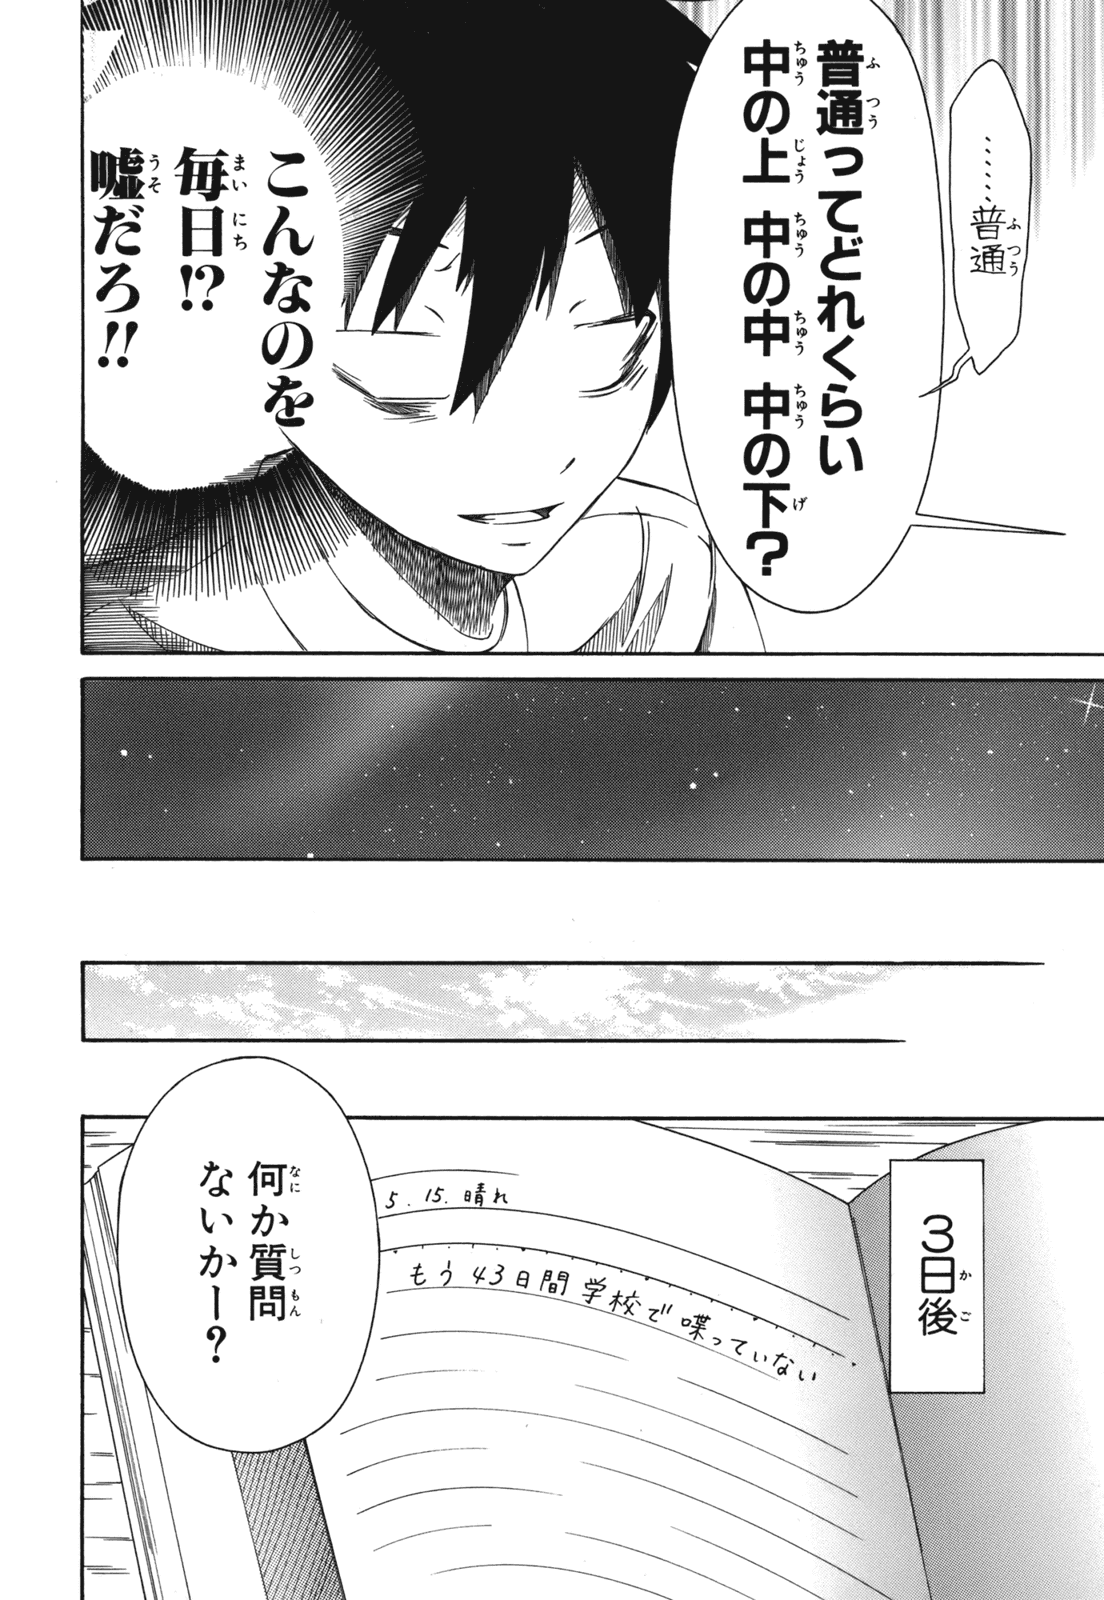 ………普通
普通ってどれくらい
中の上 中の中 中の下?
こんなのを
毎日!?
嘘だろ!!
3日後
5.15.晴れ
もう43日間学校で喋っていない
何か質問
ないかー?